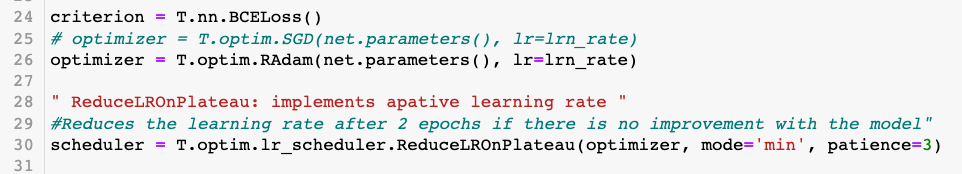 24 criterion = T.nn.BCELoss()
25 # optimizer = T.optim.SGD(net.parameters(), lr=lrn_rate)
26 optimizer = T.optim.RAdam(net.parameters(), lr=lrn_rate)
27
28 " ReduceLROnPlateau: implements apative learning rate "
29 #Reduces the learning rate after 2 epochs if there is no improvement with the model"
30 scheduler = T.optim.lr_scheduler.ReduceLROnPlateau(optimizer, mode='min', patience=3)
31